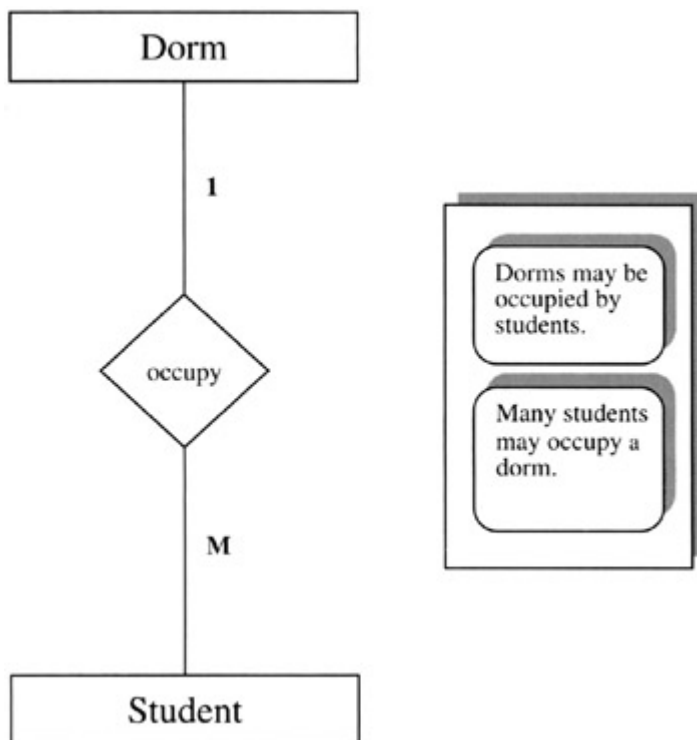 Dorm
1
occupy
M
Student
Dorms may be
occupied by
students.
Many students
may occupy a
dorm.